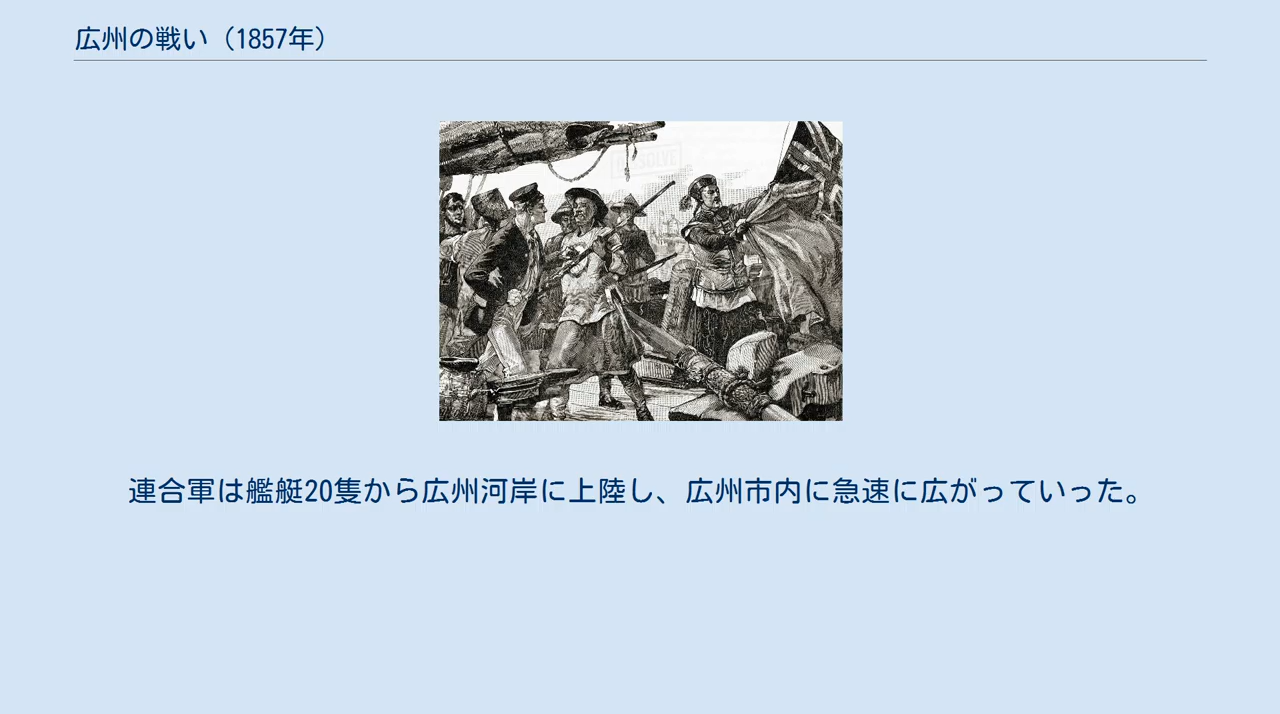 広州の戦い（1857年）
連合軍は艦艇20隻から広州河岸に上陸し、広州市内に急速に広がっていった。